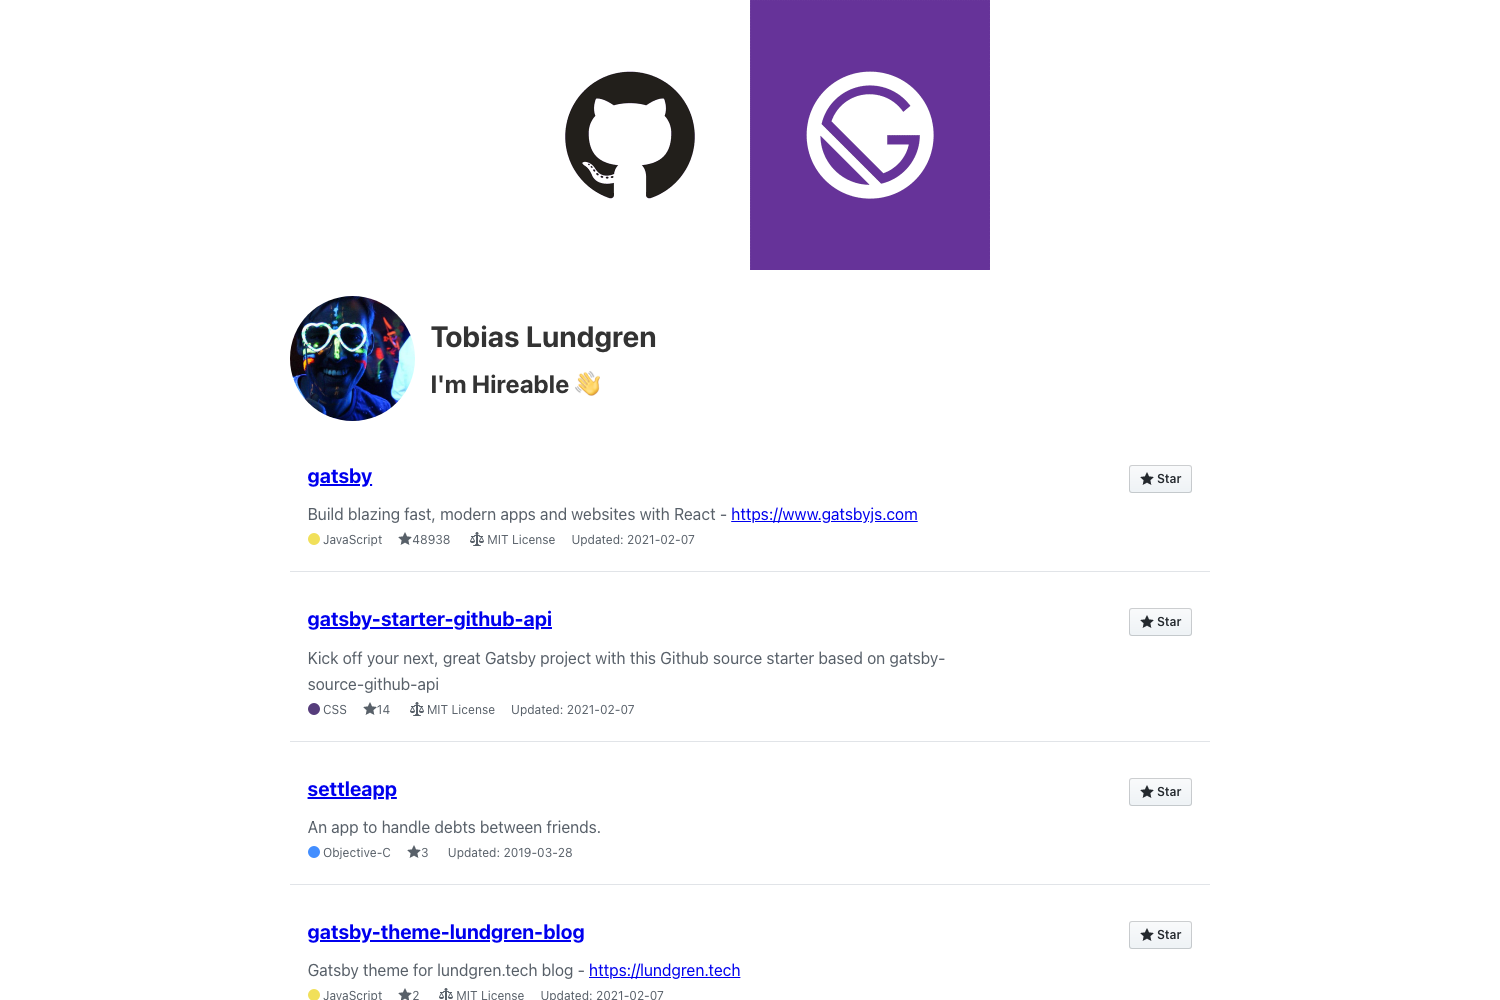 Tobias Lundgren
I'm Hireable 👋
gatsby
Star
Build blazing fast, modern apps and websites with React - https://www.gatsbyjs.com
JavaScript 48938 MIT License Updated: 2021-02-07
gatsby-starter-github-api
Star
Kick off your next, great Gatsby project with this Github source starter based on gatsby-
source-github-api
CSS 14 MIT License Updated: 2021-02-07
settleapp
Star
An app to handle debts between friends.
Objective-C 3 Updated: 2019-03-28
gatsby-theme-lundgren-blog
Star
Gatsby theme for lundgren.tech blog - https://lundgren.tech
JavaScript 2 MIT License Updated: 2021-02-07